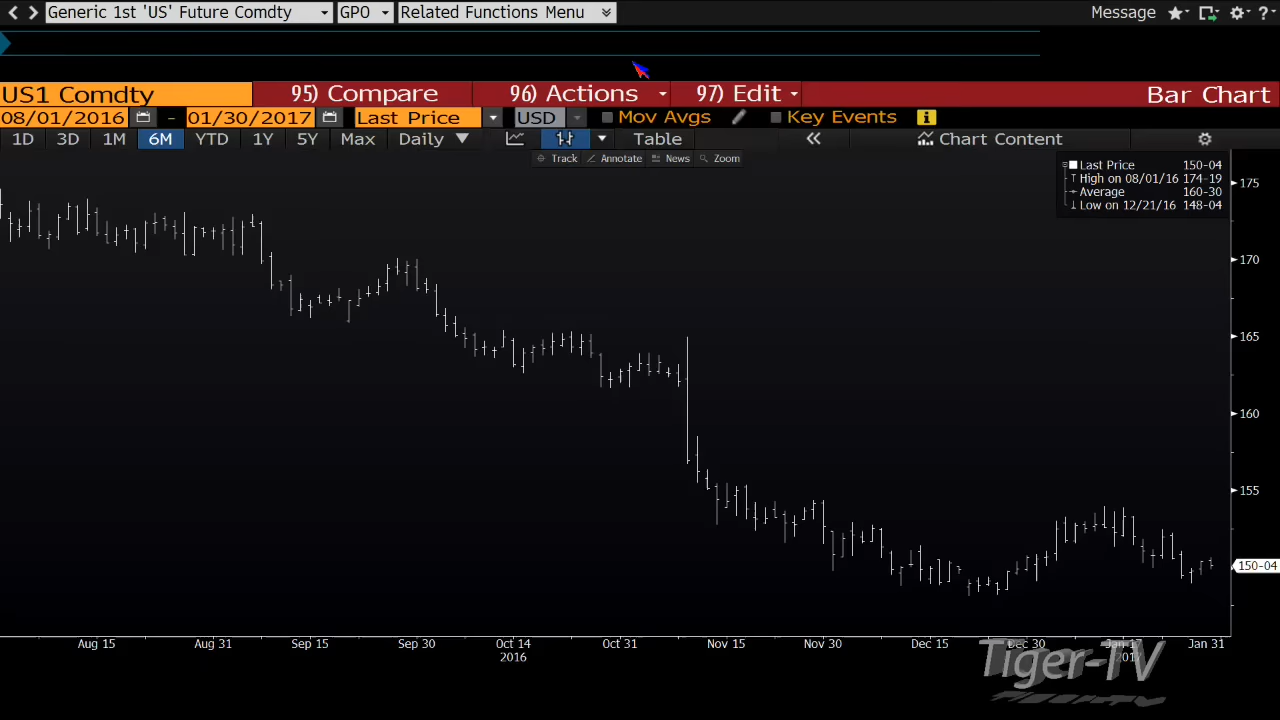 Generic 1st 'US' Future Comdty GPO Related Functions Menu Message ?
US1 Comdty 95) Compare 96) Actions 97) Edit Bar Chart
08/01/2016 - 01/30/2017 Last Price USD Mov Avgs Key Events i
1D 3D 1M 6M YTD 1Y 5Y Max Daily Table « Chart Content
Track Annotate News Zoom
Last Price 150-04
High on 08/01/16 174-19
Average 160-30
Low on 12/21/16 148-04
175
170
165
160
155
150-04
Aug 15 Aug 31 Sep 15 Sep 30 Oct 14 Oct 31 Nov 15 Nov 30 Dec 15 Dec 30 Jan 17 Jan 31
2016
Tiger-TV